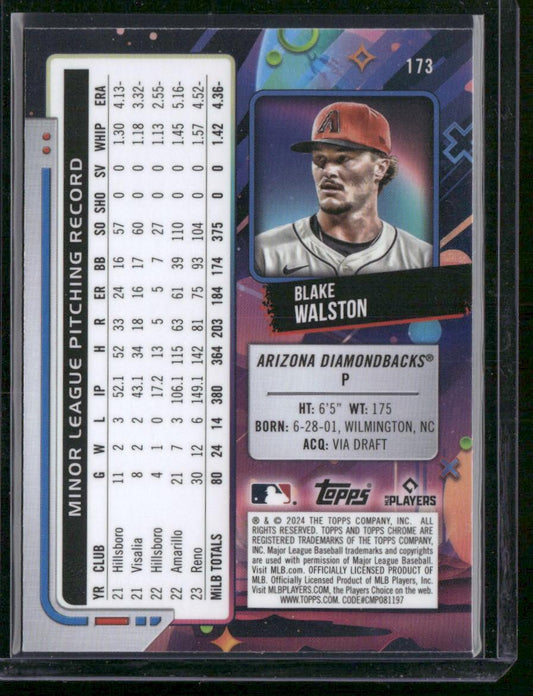 173
BLAKE
WALSTON
ARIZONA DIAMONDBACKS®
P
HT: 6'5" WT: 175
BORN: 6-28-01, WILMINGTON, NC
ACQ: VIA DRAFT
MINOR LEAGUE PITCHING RECORD
YR CLUB G W L IP H R ER BB SO SHO SV WHIP ERA
21 Hillsboro 11 2 3 52.1 52 33 24 16 57 0 0 1.30 4.13-
21 Visalia 8 2 2 43.1 34 18 16 17 60 0 0 1.18 3.32-
22 Hillsboro 4 1 0 17.2 13 5 5 7 27 0 0 1.13 2.55-
22 Amarillo 21 7 3 106.1 115 63 61 39 110 0 0 1.45 5.16-
23 Reno 30 12 6 149.1 142 81 75 93 104 0 0 1.57 4.52-
MiLB TOTALS 80 24 14 380 364 203 184 174 375 0 0 1.42 4.36-
Topps
MLB PLAYERS
® & © 2024 THE TOPPS COMPANY, INC. ALL
RIGHTS RESERVED. TOPPS AND TOPPS CHROME ARE
REGISTERED TRADEMARKS OF THE TOPPS COMPANY,
INC. Major League Baseball trademarks and copyrights
are used with permission of Major League Baseball.
Visit MLB.com. OFFICIALLY LICENSED PRODUCT OF
MLB. Officially Licensed Product of MLB Players, Inc.
Visit MLBPLAYERS.com, the Players Choice on the web.
WWW.TOPPS.COM. CODE#CMP081197